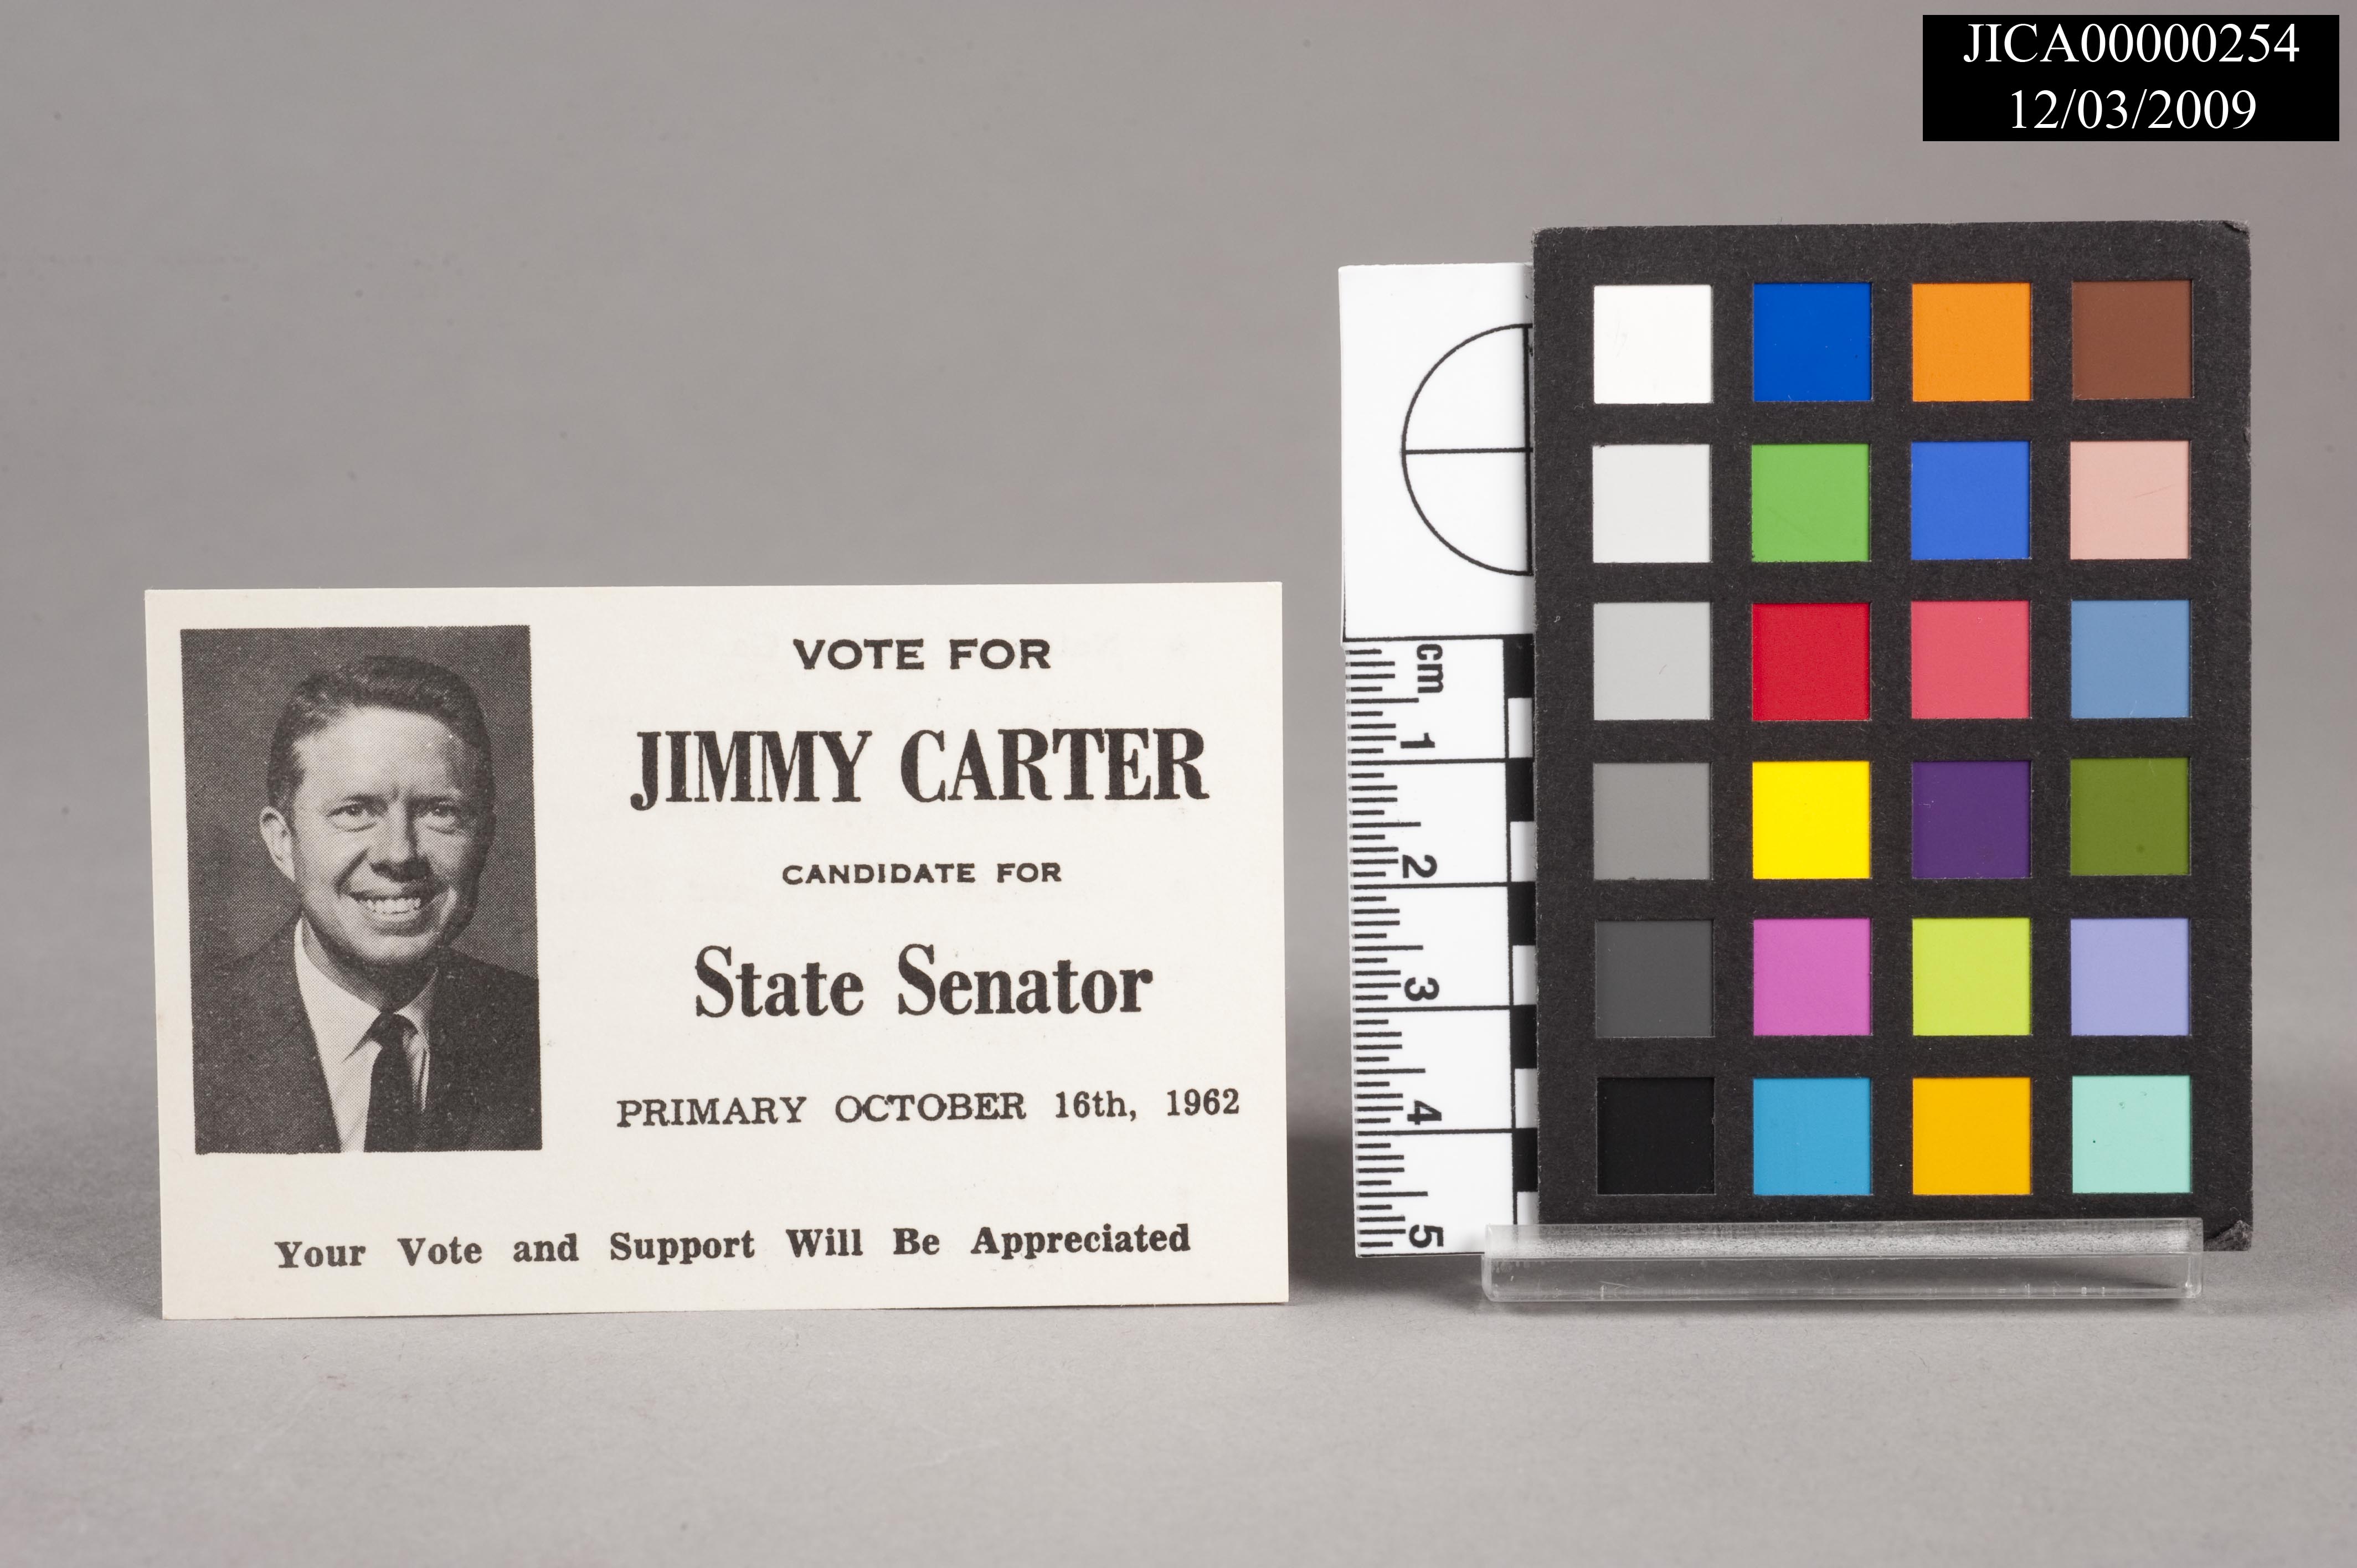 JICA00000254
12/03/2009
VOTE FOR
JIMMY CARTER
CANDIDATE FOR
State Senator
PRIMARY OCTOBER 16th, 1962
Your Vote and Support Will Be Appreciated
cm
1
2
3
4
5